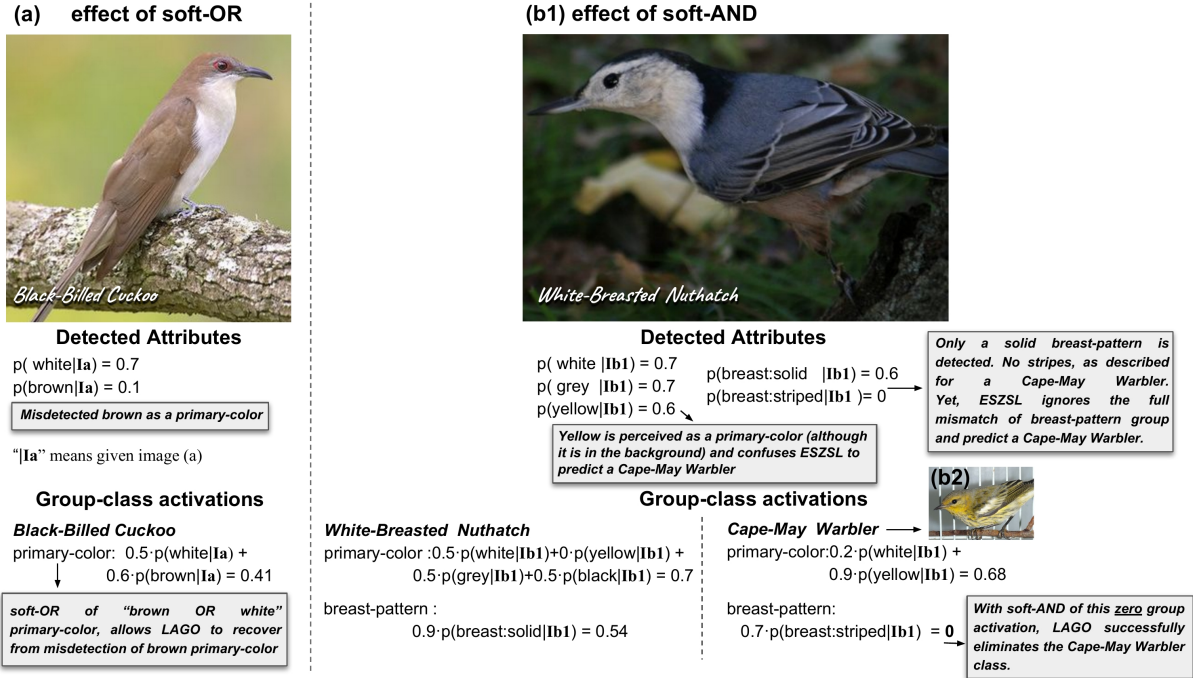 (a) effect of soft-OR
Black-Billed Cuckoo
Detected Attributes
p( white|Ia) = 0.7
p(brown|Ia) = 0.1
Misdetected brown as a primary-color
“|Ia” means given image (a)
Group-class activations
Black-Billed Cuckoo
primary-color: 0.5·p(white|Ia) +
0.6·p(brown|Ia) = 0.41
soft-OR of “brown OR white”
primary-color, allows LAGO to recover
from misdetection of brown primary-color
(b1) effect of soft-AND
White-Breasted Nuthatch
Detected Attributes
p( white |Ib1) = 0.7
p( grey |Ib1) = 0.7
p(yellow|Ib1) = 0.6
p(breast:solid |Ib1) = 0.6
p(breast:striped|Ib1 )= 0
Only a solid breast-pattern is
detected. No stripes, as described
for a Cape-May Warbler.
Yet, ESZSL ignores the full
mismatch of breast-pattern group
and predict a Cape-May Warbler.
Yellow is perceived as a primary-color (although
it is in the background) and confuses ESZSL to
predict a Cape-May Warbler
Group-class activations
(b2)
White-Breasted Nuthatch
primary-color :0.5·p(white|Ib1)+0·p(yellow|Ib1) +
0.5·p(grey|Ib1)+0.5·p(black|Ib1) = 0.7
breast-pattern :
0.9·p(breast:solid|Ib1) = 0.54
Cape-May Warbler
primary-color:0.2·p(white|Ib1) +
0.9·p(yellow|Ib1) = 0.68
breast-pattern:
0.7·p(breast:striped|Ib1) = 0
With soft-AND of this zero group
activation, LAGO successfully
eliminates the Cape-May Warbler
class.